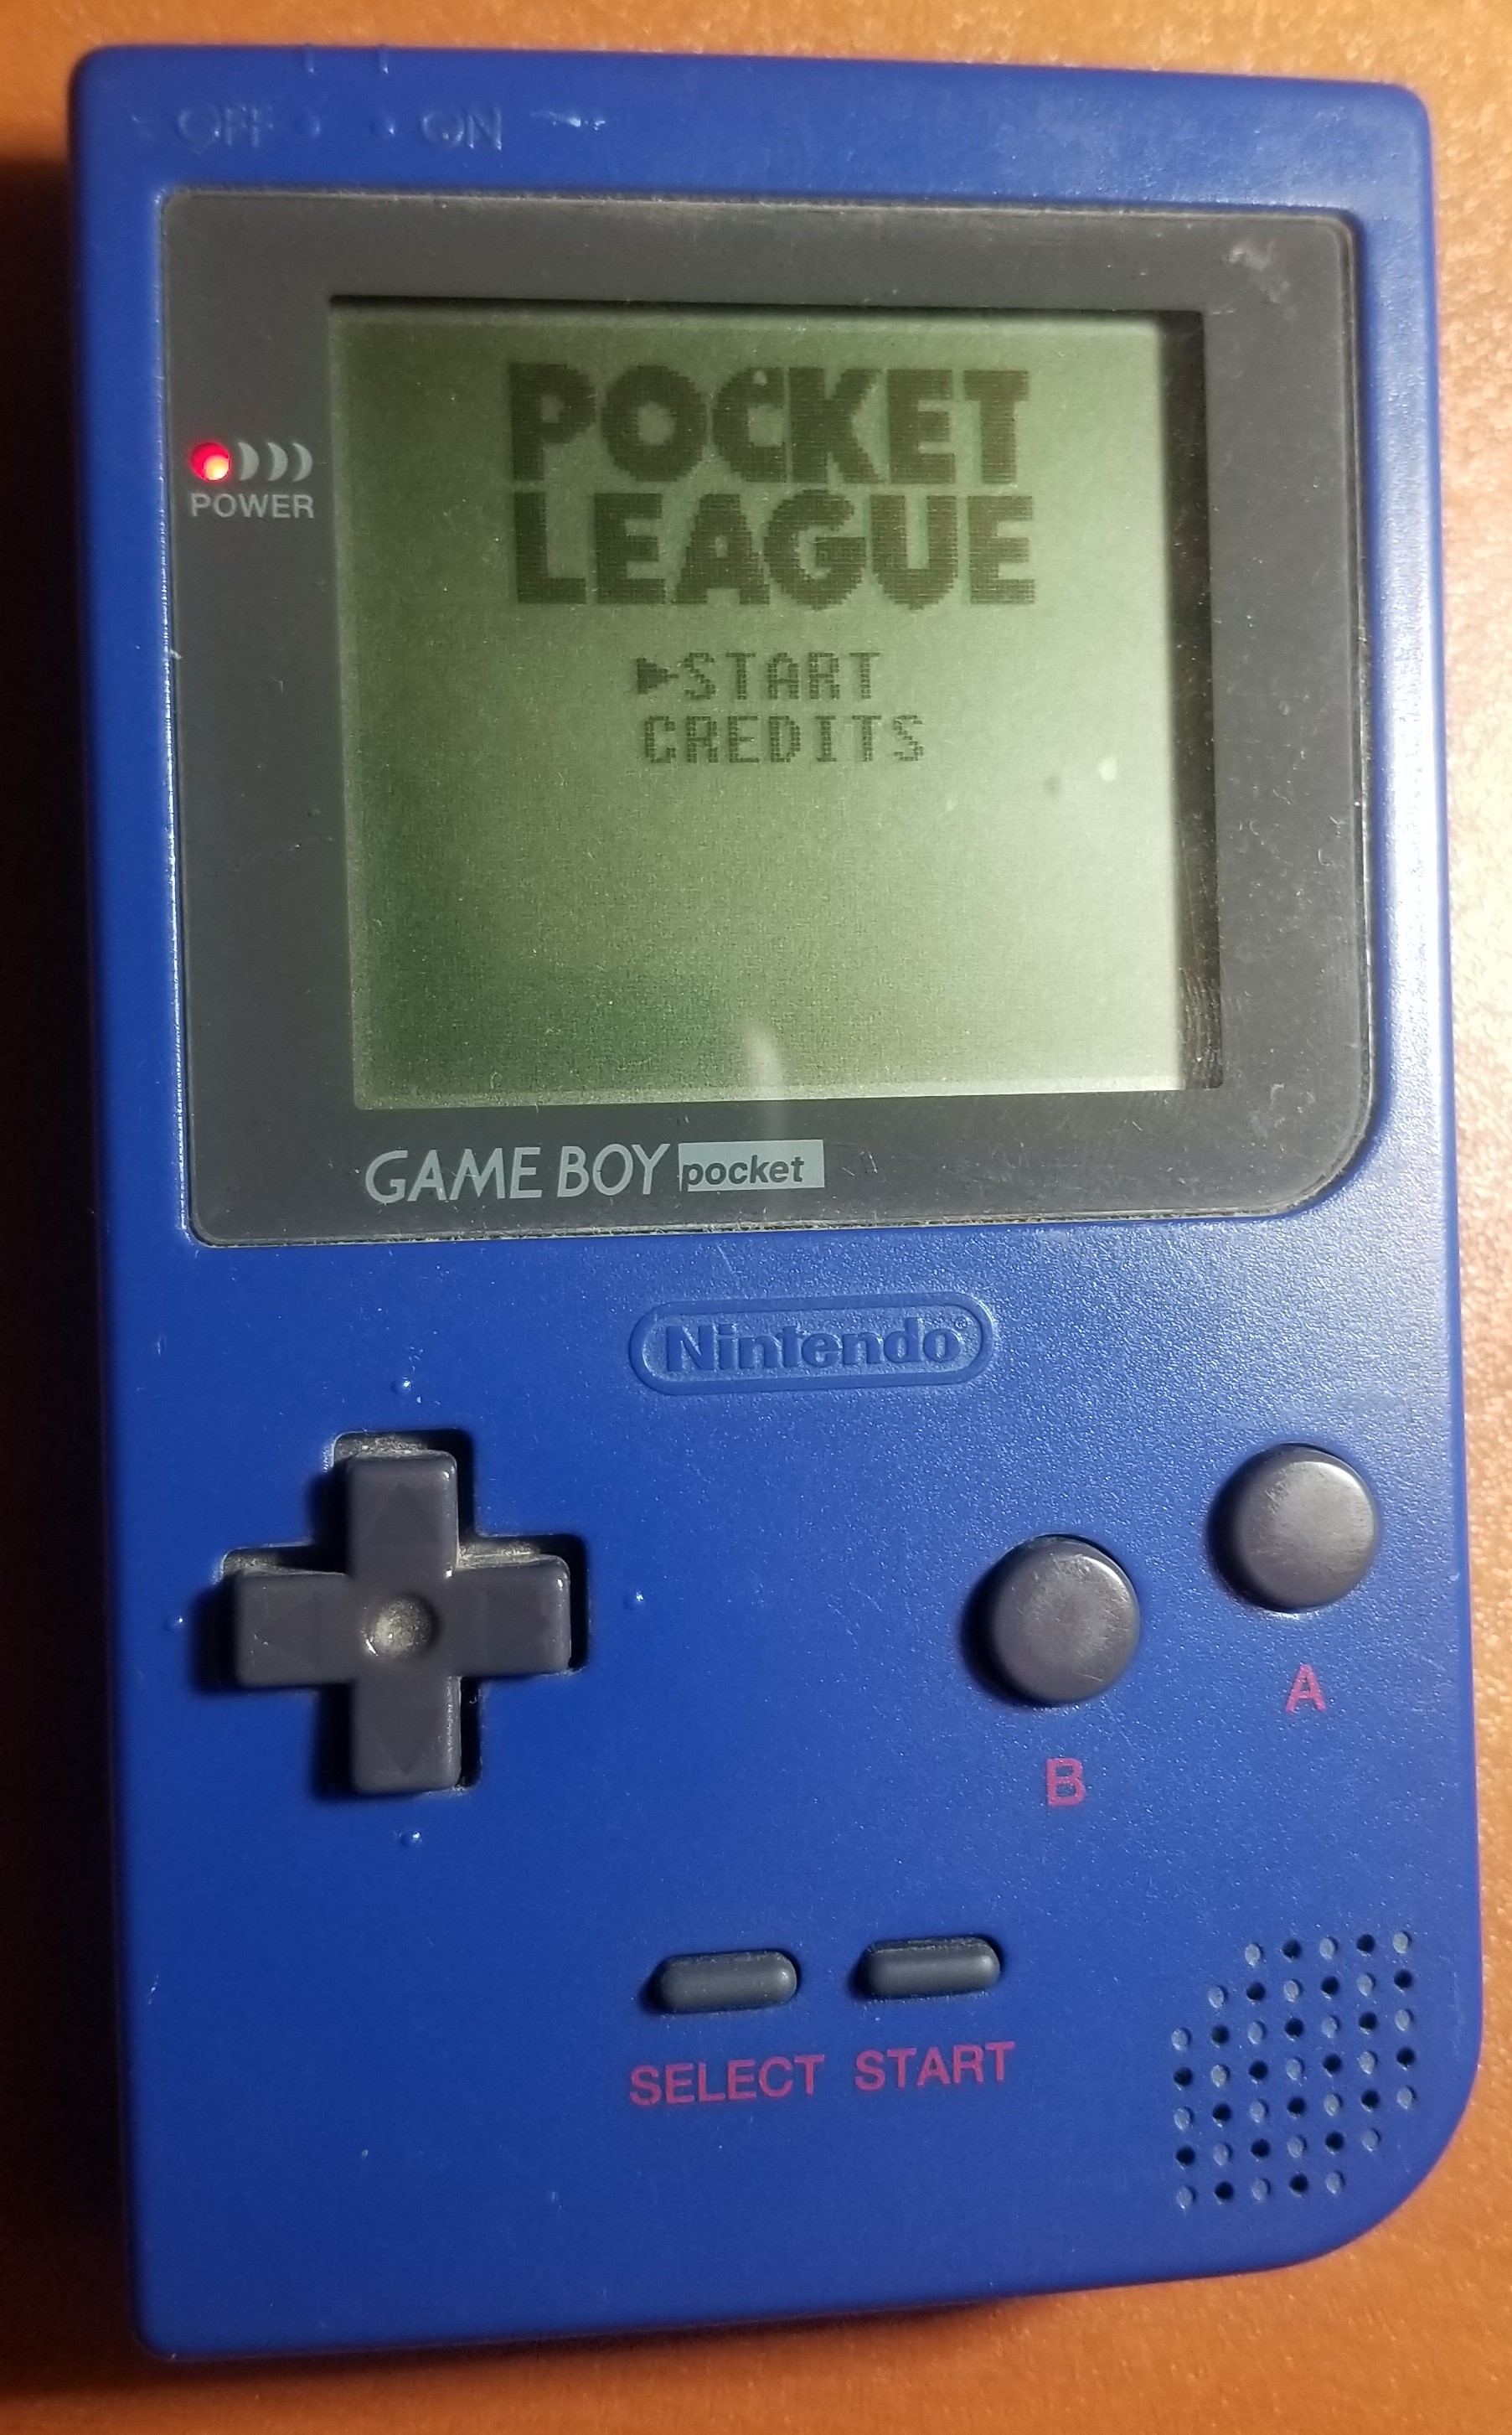 OFF ON
POWER
POCKET
LEAGUE
►START
CREDITS
GAME BOY pocket
Nintendo®
A
B
SELECT START